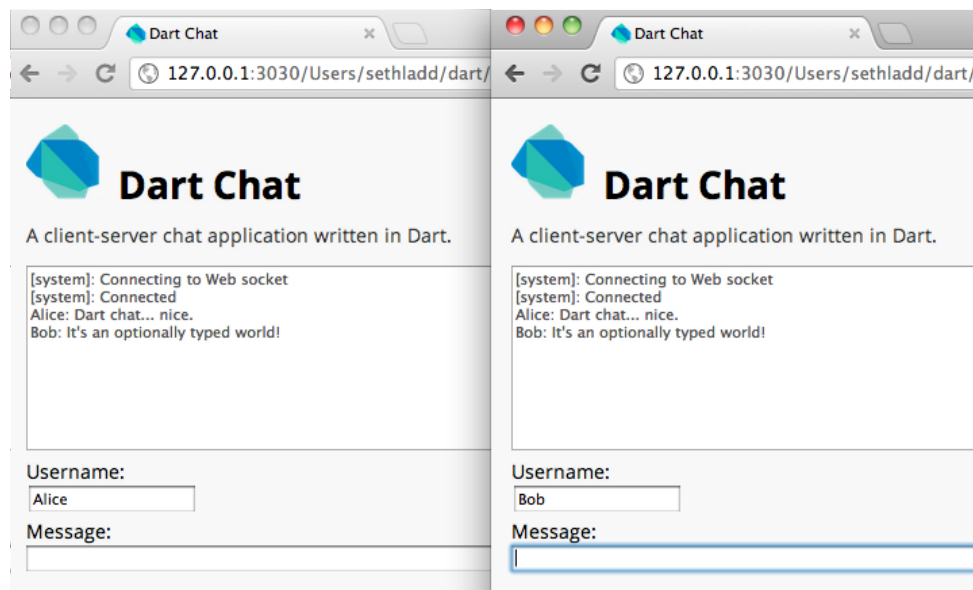 Dart Chat
127.0.0.1:3030/Users/sethladd/dart/
Dart Chat
A client-server chat application written in Dart.
[system]: Connecting to Web socket
[system]: Connected
Alice: Dart chat... nice.
Bob: It's an optionally typed world!
Username:
Alice
Message:
Dart Chat
127.0.0.1:3030/Users/sethladd/dart/
Dart Chat
A client-server chat application written in Dart.
[system]: Connecting to Web socket
[system]: Connected
Alice: Dart chat... nice.
Bob: It's an optionally typed world!
Username:
Bob
Message: